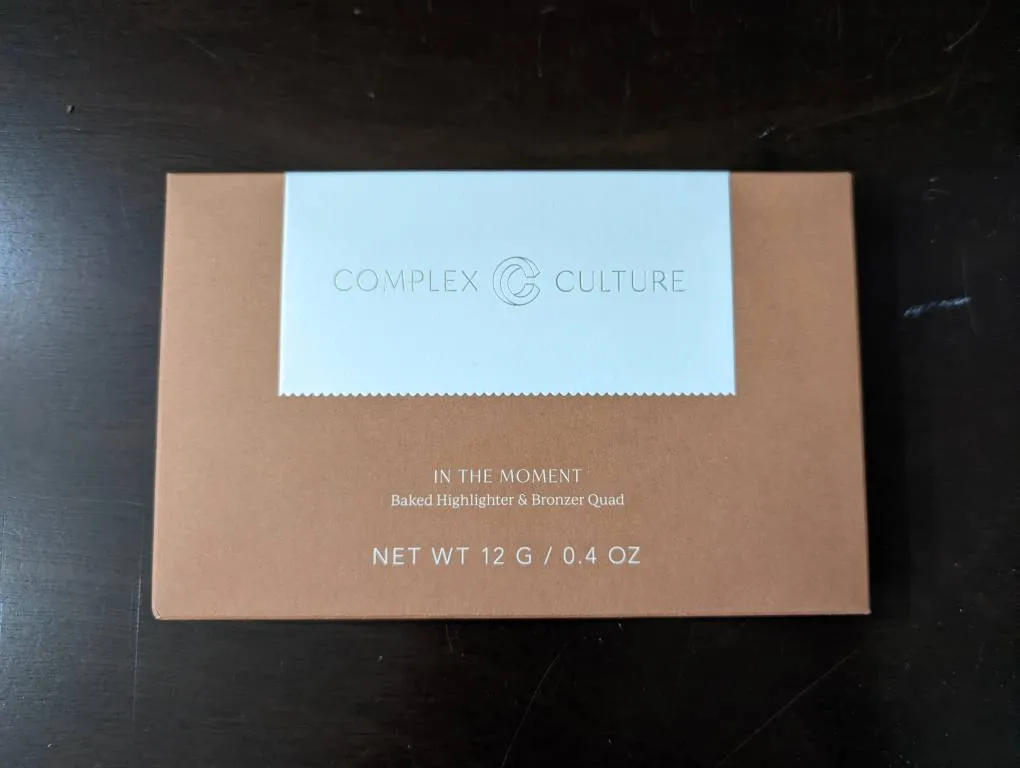 COMPLEX CULTURE
IN THE MOMENT
Baked Highlighter & Bronzer Quad
NET WT 12 G / 0.4 OZ